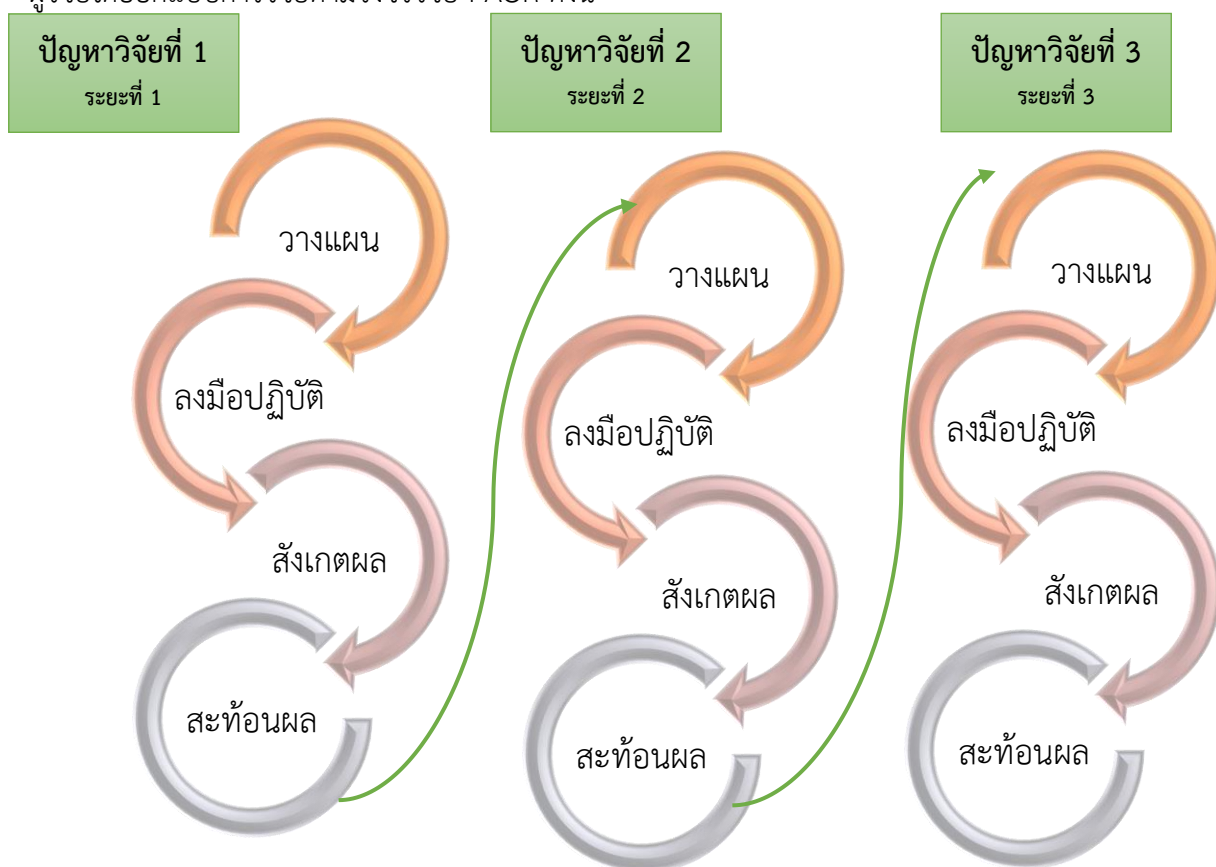 ปัญหาวิจัยที่ 1
ระยะที่ 1
วางแผน
ลงมือปฏิบัติ
สังเกตผล
สะท้อนผล
ปัญหาวิจัยที่ 2
ระยะที่ 2
วางแผน
ลงมือปฏิบัติ
สังเกตผล
สะท้อนผล
ปัญหาวิจัยที่ 3
ระยะที่ 3
วางแผน
ลงมือปฏิบัติ
สังเกตผล
สะท้อนผล